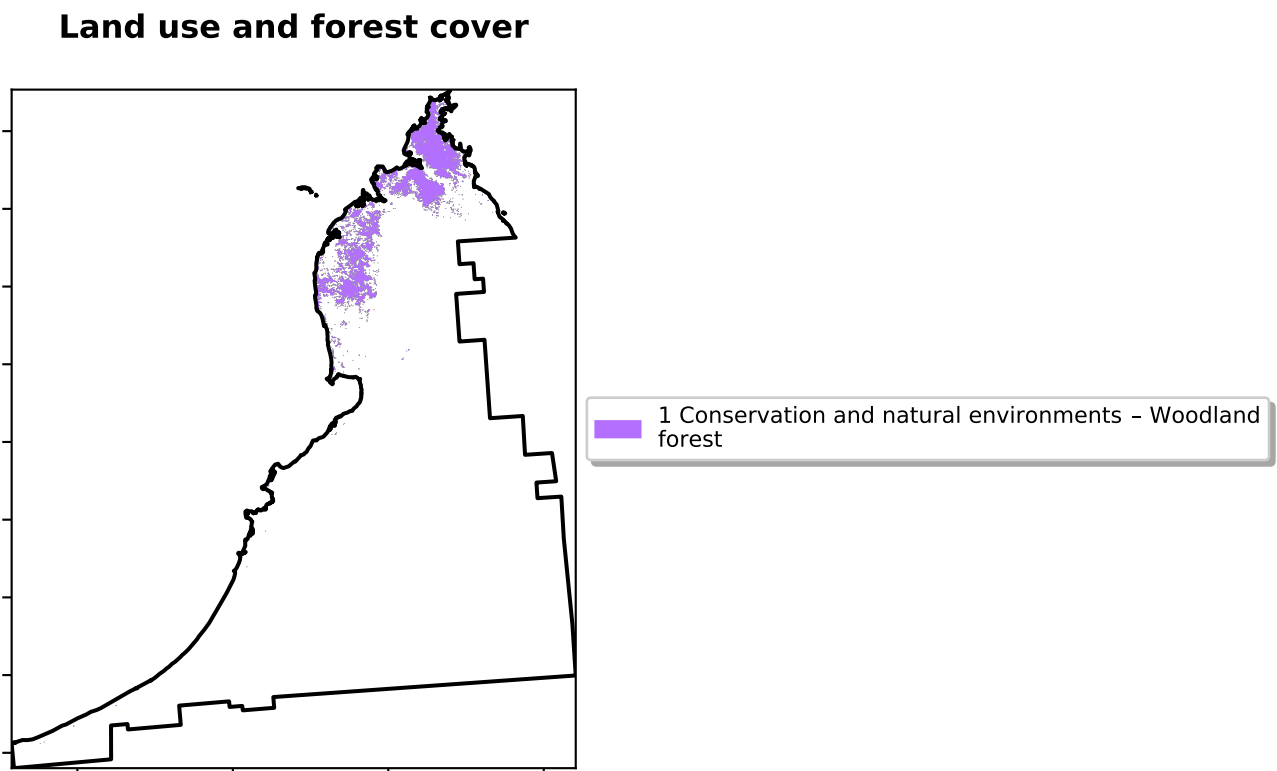 Land use and forest cover
1 Conservation and natural environments – Woodland
forest